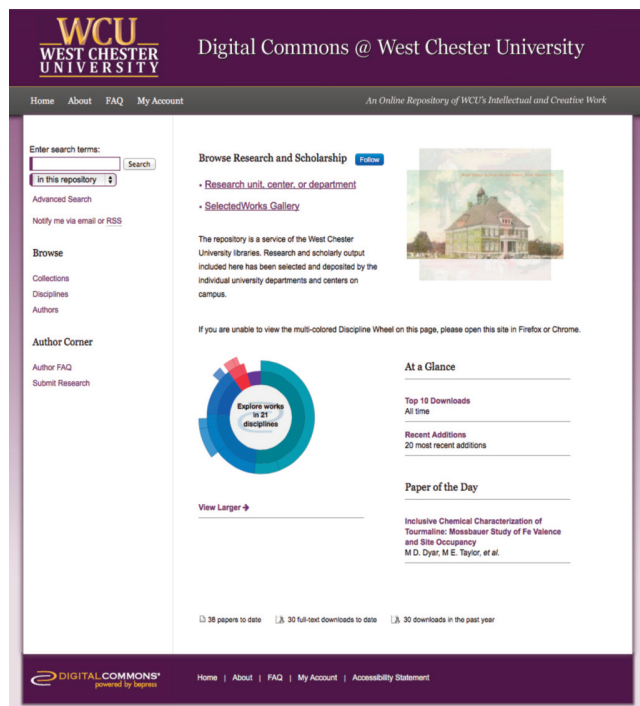 WCU
WEST CHESTER
UNIVERSITY
Digital Commons @ West Chester University
Home About FAQ My Account
An Online Repository of WCU's Intellectual and Creative Work
Enter search terms:
Search
in this repository
Advanced Search
Notify me via email or RSS
Browse
Collections
Disciplines
Authors
Author Corner
Author FAQ
Submit Research
Browse Research and Scholarship Follow
Research unit, center, or department
SelectedWorks Gallery
The repository is a service of the West Chester
University libraries. Research and scholarly output
included here has been selected and deposited by the
individual university departments and centers on
campus.
If you are unable to view the multi-colored Discipline Wheel on this page, please open this site in Firefox or Chrome.
Explore works
in 21
disciplines
View Larger →
At a Glance
Top 10 Downloads
All time
Recent Additions
20 most recent additions
Paper of the Day
Inclusive Chemical Characterization of
Tourmaline: Mossbauer Study of Fe Valence
and Site Occupancy
M D. Dyar, M E. Taylor, et al.
38 papers to date 30 full-text downloads to date 30 downloads in the past year
DIGITALCOMMONS®
powered by bepress
Home | About | FAQ | My Account | Accessibility Statement